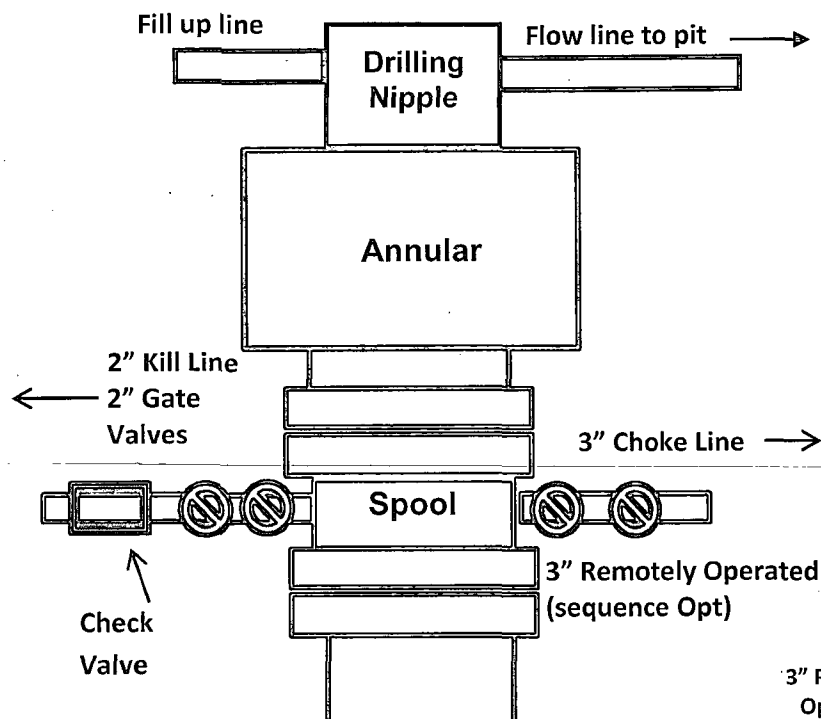 Fill up line
Flow line to pit
Drilling
Nipple
Annular
2” Kill Line
2” Gate
Valves
3” Choke Line
Spool
3” Remotely Operated
(sequence Opt)
Check
Valve
3”